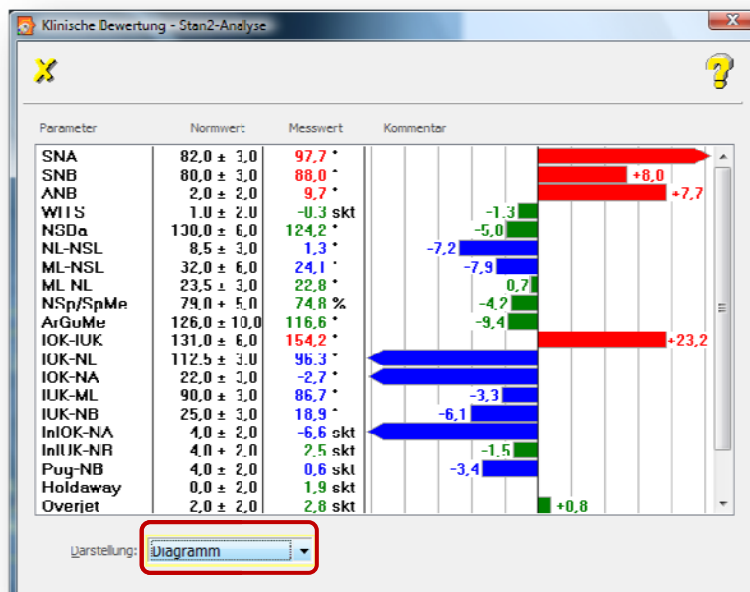 Klinische Bewertung - Stan2-Analyse
Parameter Normwert Messwert Kommentar
SNA 82,0 ± 3,0 97,7 °
SNB 80,0 ± 3,0 88,0 ° +8,0
ANB 2,0 ± 2,0 9,7 ° +7,7
WITS 1,0 ± 2,0 -0,3 skt -1,3
NSBa 130,0 ± 6,0 124,2 ° -5,0
NL-NSL 8,5 ± 3,0 1,3 ° -7,2
ML-NSL 32,0 ± 6,0 24,1 ° -7,9
ML-NL 23,5 ± 3,0 22,8 ° 0,7
NSp/SpMe 79,0 ± 5,0 74,8 % -4,2
ArGoMe 126,0 ± 10,0 116,6 ° -9,4
IOK-IUK 131,0 ± 6,0 154,2 ° +23,2
IOK-NL 112,5 ± 3,0 96,3 °
IOK-NA 22,0 ± 3,0 -2,7 °
IUK-ML 90,0 ± 3,0 86,7 ° -3,3
IUK-NB 25,0 ± 3,0 18,9 ° -6,1
InIOK-NA 4,0 ± 2,0 -6,6 skt
InIUK-NB 4,0 ± 2,0 2,5 skt -1,5
Pog-NB 4,0 ± 2,0 0,6 skt -3,4
Holdaway 0,0 ± 2,0 1,9 skt
Overjet 2,0 ± 2,0 2,8 skt +0,8
Darstellung: Diagramm